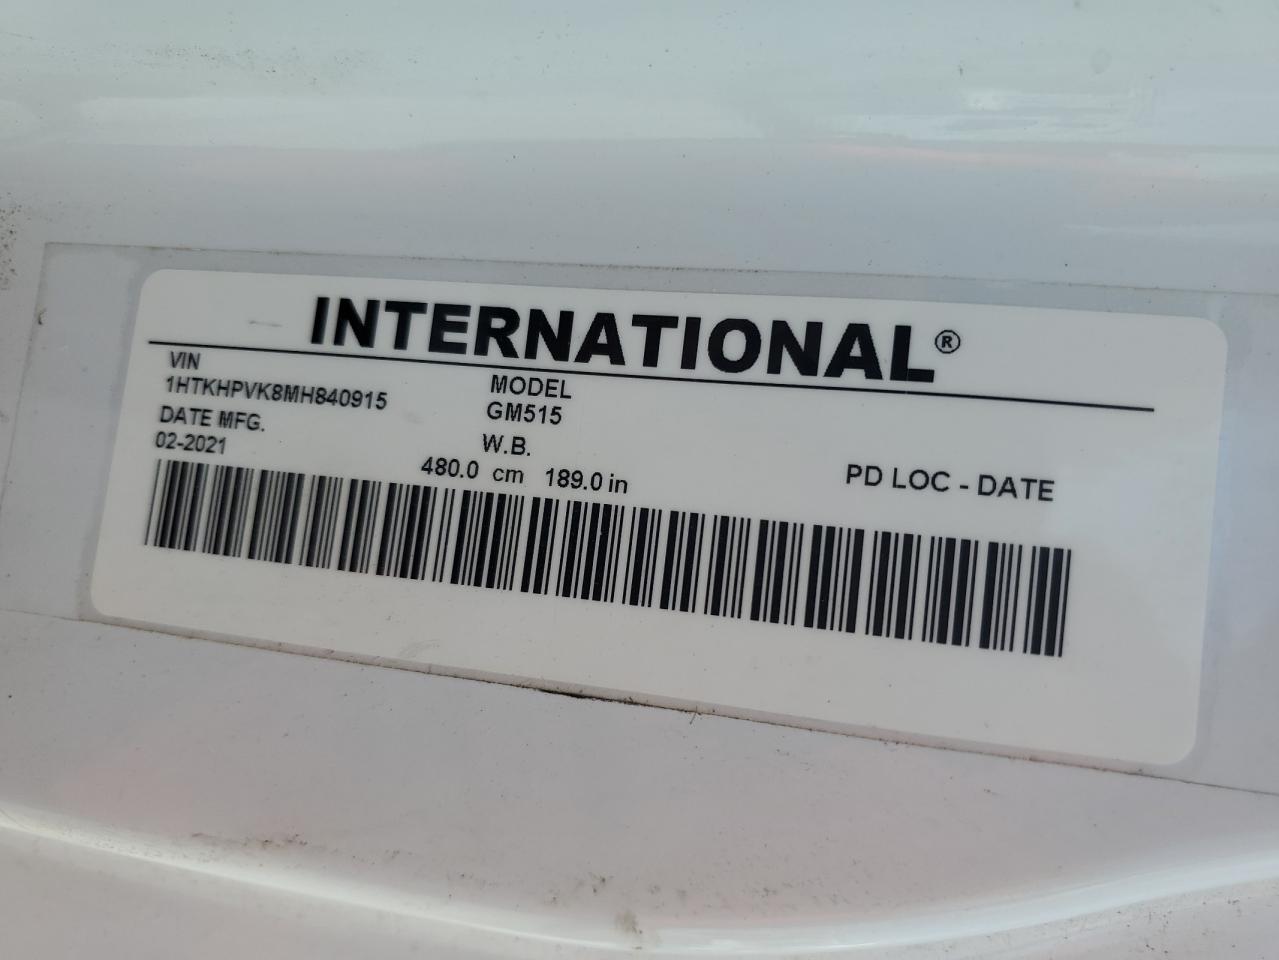 INTERNATIONAL®
VIN
1HTKHPVK8MH840915
MODEL
GM515
DATE MFG.
02-2021
W.B.
480.0 cm 189.0 in
PD LOC - DATE